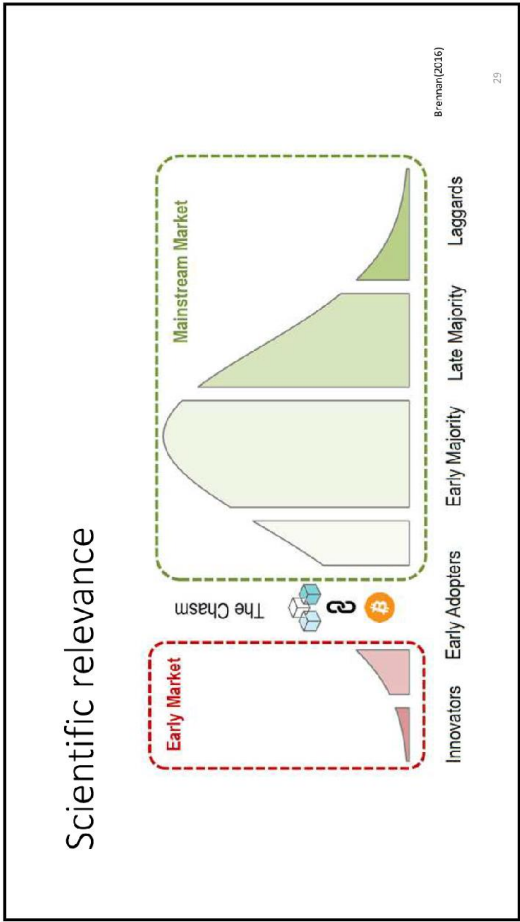 Scientific relevance
Early Market
The Chasm
Mainstream Market
Innovators
Early Adopters
Early Majority
Late Majority
Laggards
Brennan(2016)
29